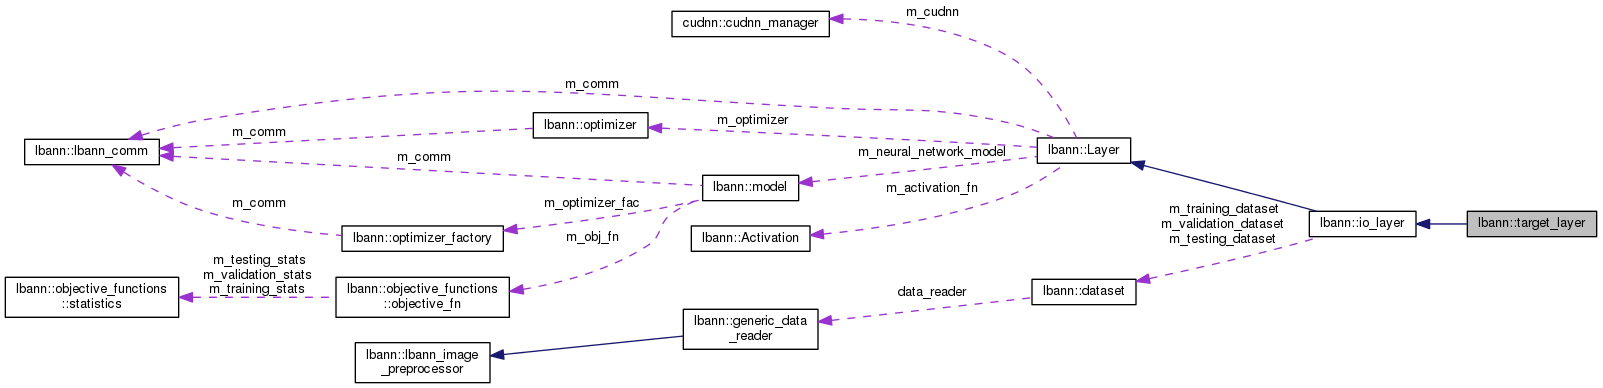 m_cudnn
cudnn::cudnn_manager
m_comm
m_optimizer
lbann::optimizer
m_comm
lbann::lbann_comm
lbann::Layer
m_neural_network_model
m_comm
lbann::model
m_activation_fn
m_comm
m_optimizer_fac
m_training_dataset
m_validation_dataset
m_testing_dataset
lbann::io_layer
lbann::target_layer
lbann::optimizer_factory
m_obj_fn
lbann::Activation
m_testing_stats
m_validation_stats
m_training_stats
lbann::objective_functions
::statistics
lbann::objective_functions
::objective_fn
data_reader
lbann::dataset
lbann::generic_data
_reader
lbann::lbann_image
_preprocessor